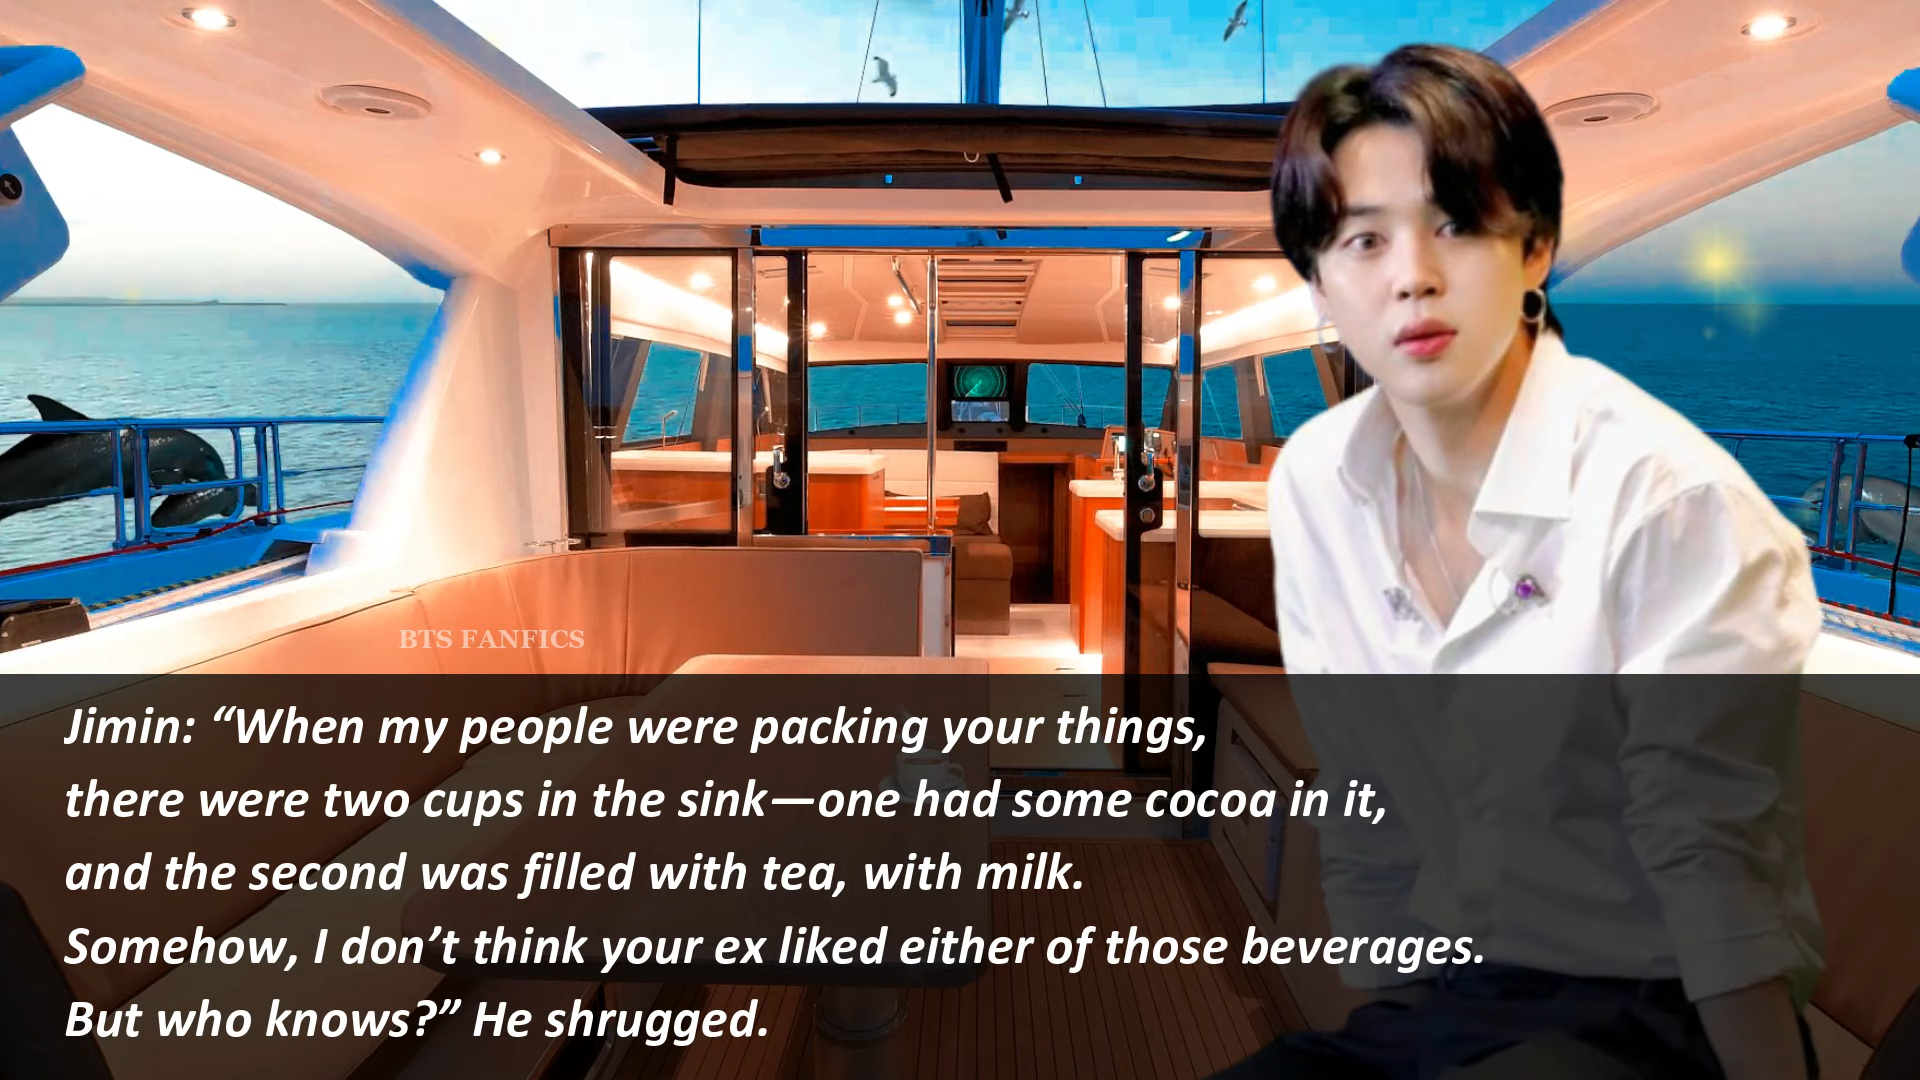 BTS FANFICS
Jimin: “When my people were packing your things,
there were two cups in the sink—one had some cocoa in it,
and the second was filled with tea, with milk.
Somehow, I don’t think your ex liked either of those beverages.
But who knows?” He shrugged.